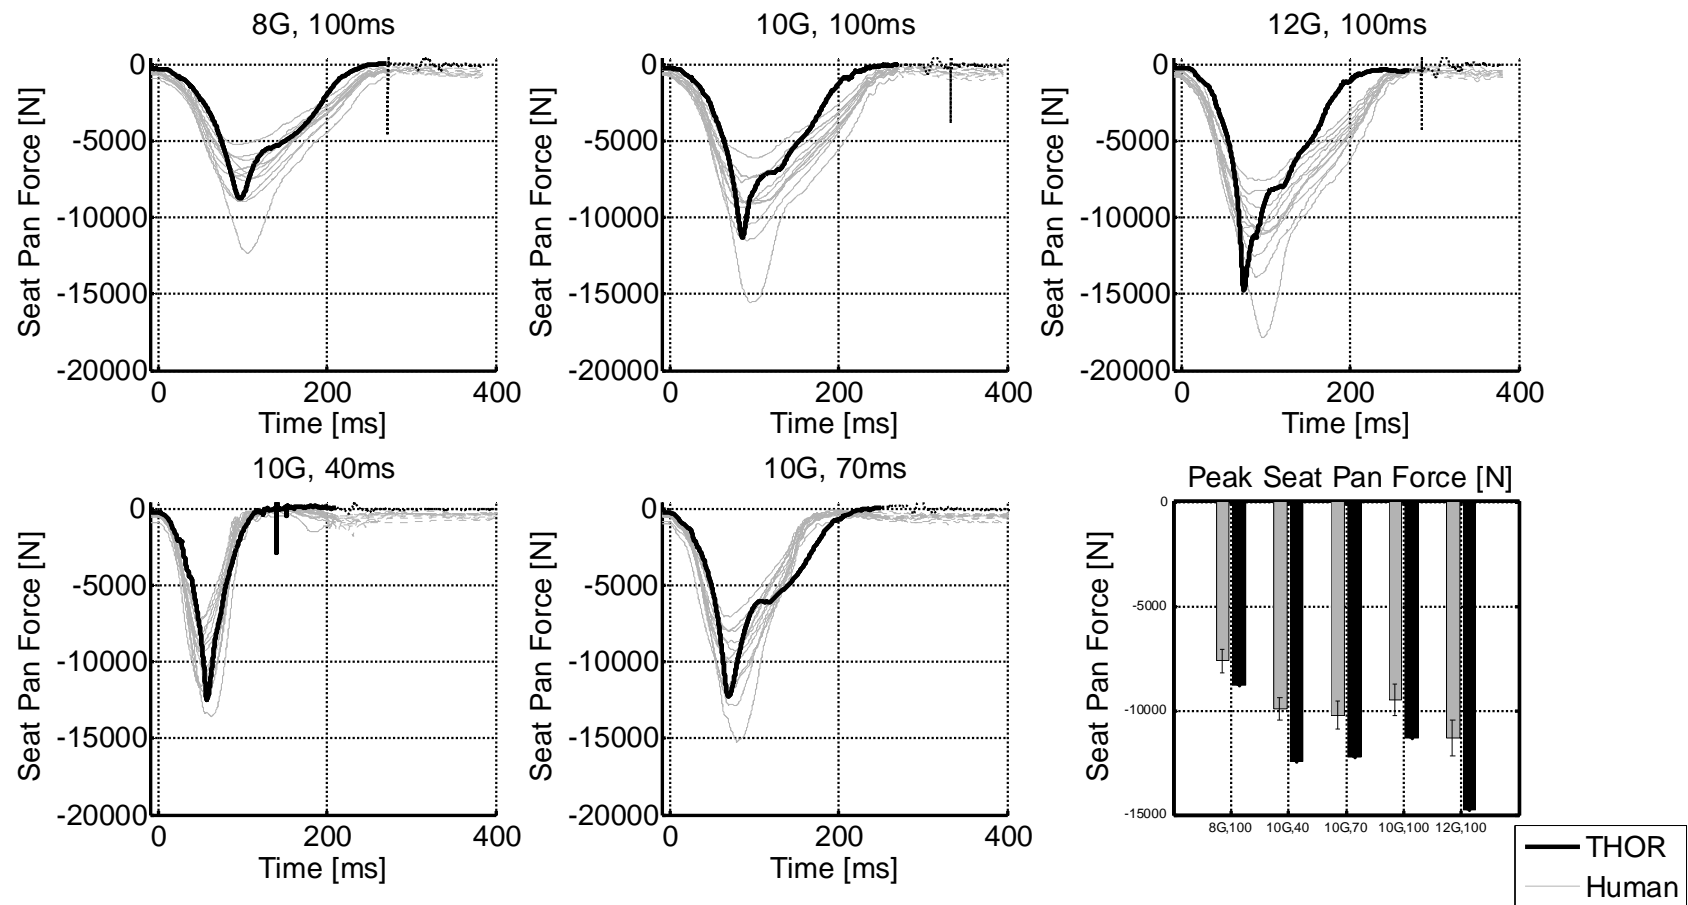 8G, 100ms
Seat Pan Force [N]
0
-5000
-10000
-15000
-20000
0 200 400
Time [ms]
10G, 100ms
Seat Pan Force [N]
0
-5000
-10000
-15000
-20000
0 200 400
Time [ms]
12G, 100ms
Seat Pan Force [N]
0
-5000
-10000
-15000
-20000
0 200 400
Time [ms]
10G, 40ms
Seat Pan Force [N]
0
-5000
-10000
-15000
-20000
0 200 400
Time [ms]
10G, 70ms
Seat Pan Force [N]
0
-5000
-10000
-15000
-20000
0 200 400
Time [ms]
Peak Seat Pan Force [N]
Seat Pan Force [N]
0
-5000
-10000
-15000
8G,100 10G,40 10G,70 10G,100 12G,100
THOR
Human